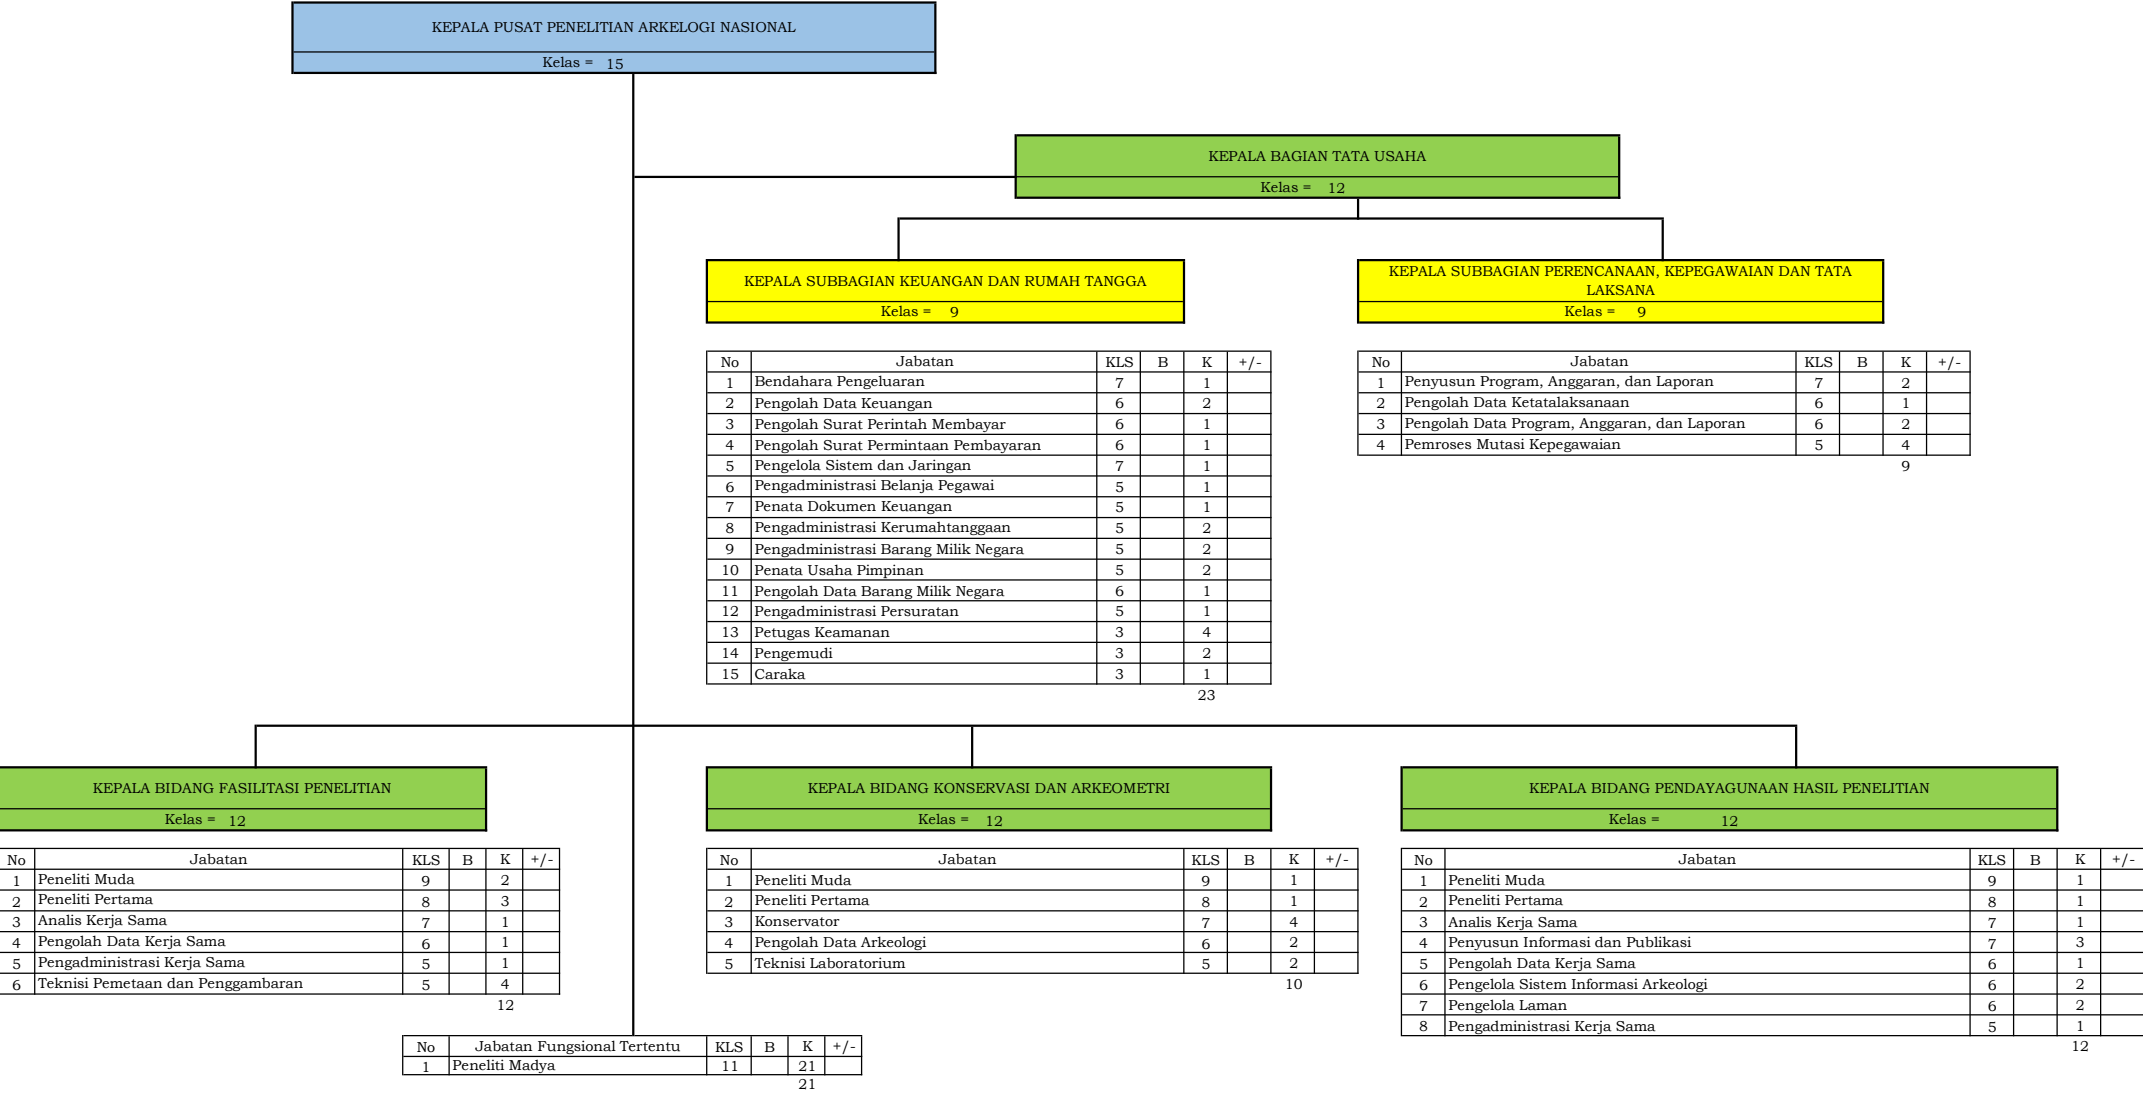 KEPALA PUSAT PENELITIAN ARKELOGI NASIONAL
Kelas = 15
KEPALA BAGIAN TATA USAHA
Kelas = 12
KEPALA SUBBAGIAN KEUANGAN DAN RUMAH TANGGA
Kelas = 9
KEPALA SUBBAGIAN PERENCANAAN, KEPEGAWAIAN DAN TATA
LAKSANA
Kelas = 9
No Jabatan KLS B K +/-
1 Bendahara Pengeluaran 7 1
2 Pengolah Data Keuangan 6 2
3 Pengolah Surat Perintah Membayar 6 1
4 Pengolah Surat Permintaan Pembayaran 6 1
5 Pengelola Sistem dan Jaringan 7 1
6 Pengadministrasi Belanja Pegawai 5 1
7 Penata Dokumen Keuangan 5 1
8 Pengadministrasi Kerumahtanggaan 5 2
9 Pengadministrasi Barang Milik Negara 5 2
10 Penata Usaha Pimpinan 5 2
11 Pengolah Data Barang Milik Negara 6 1
12 Pengadministrasi Persuratan 5 1
13 Petugas Keamanan 3 4
14 Pengemudi 3 2
15 Caraka 3 1
23
No Jabatan KLS B K +/-
1 Penyusun Program, Anggaran, dan Laporan 7 2
2 Pengolah Data Ketatalaksanaan 6 1
3 Pengolah Data Program, Anggaran, dan Laporan 6 2
4 Pemroses Mutasi Kepegawaian 5 4
9
KEPALA BIDANG FASILITASI PENELITIAN
Kelas = 12
No Jabatan KLS B K +/-
1 Peneliti Muda 9 2
2 Peneliti Pertama 8 3
3 Analis Kerja Sama 7 1
4 Pengolah Data Kerja Sama 6 1
5 Pengadministrasi Kerja Sama 5 1
6 Teknisi Pemetaan dan Penggambaran 5 4
12
KEPALA BIDANG KONSERVASI DAN ARKEOMETRI
Kelas = 12
No Jabatan KLS B K +/-
1 Peneliti Muda 9 1
2 Peneliti Pertama 8 1
3 Konservator 7 4
4 Pengolah Data Arkeologi 6 2
5 Teknisi Laboratorium 5 2
10
KEPALA BIDANG PENDAYAGUNAAN HASIL PENELITIAN
Kelas = 12
No Jabatan KLS B K +/-
1 Peneliti Muda 9 1
2 Peneliti Pertama 8 1
3 Analis Kerja Sama 7 1
4 Penyusun Informasi dan Publikasi 7 3
5 Pengolah Data Kerja Sama 6 1
6 Pengelola Sistem Informasi Arkeologi 6 2
7 Pengelola Laman 6 2
8 Pengadministrasi Kerja Sama 5 1
12
No Jabatan Fungsional Tertentu KLS B K +/-
1 Peneliti Madya 11 21
21